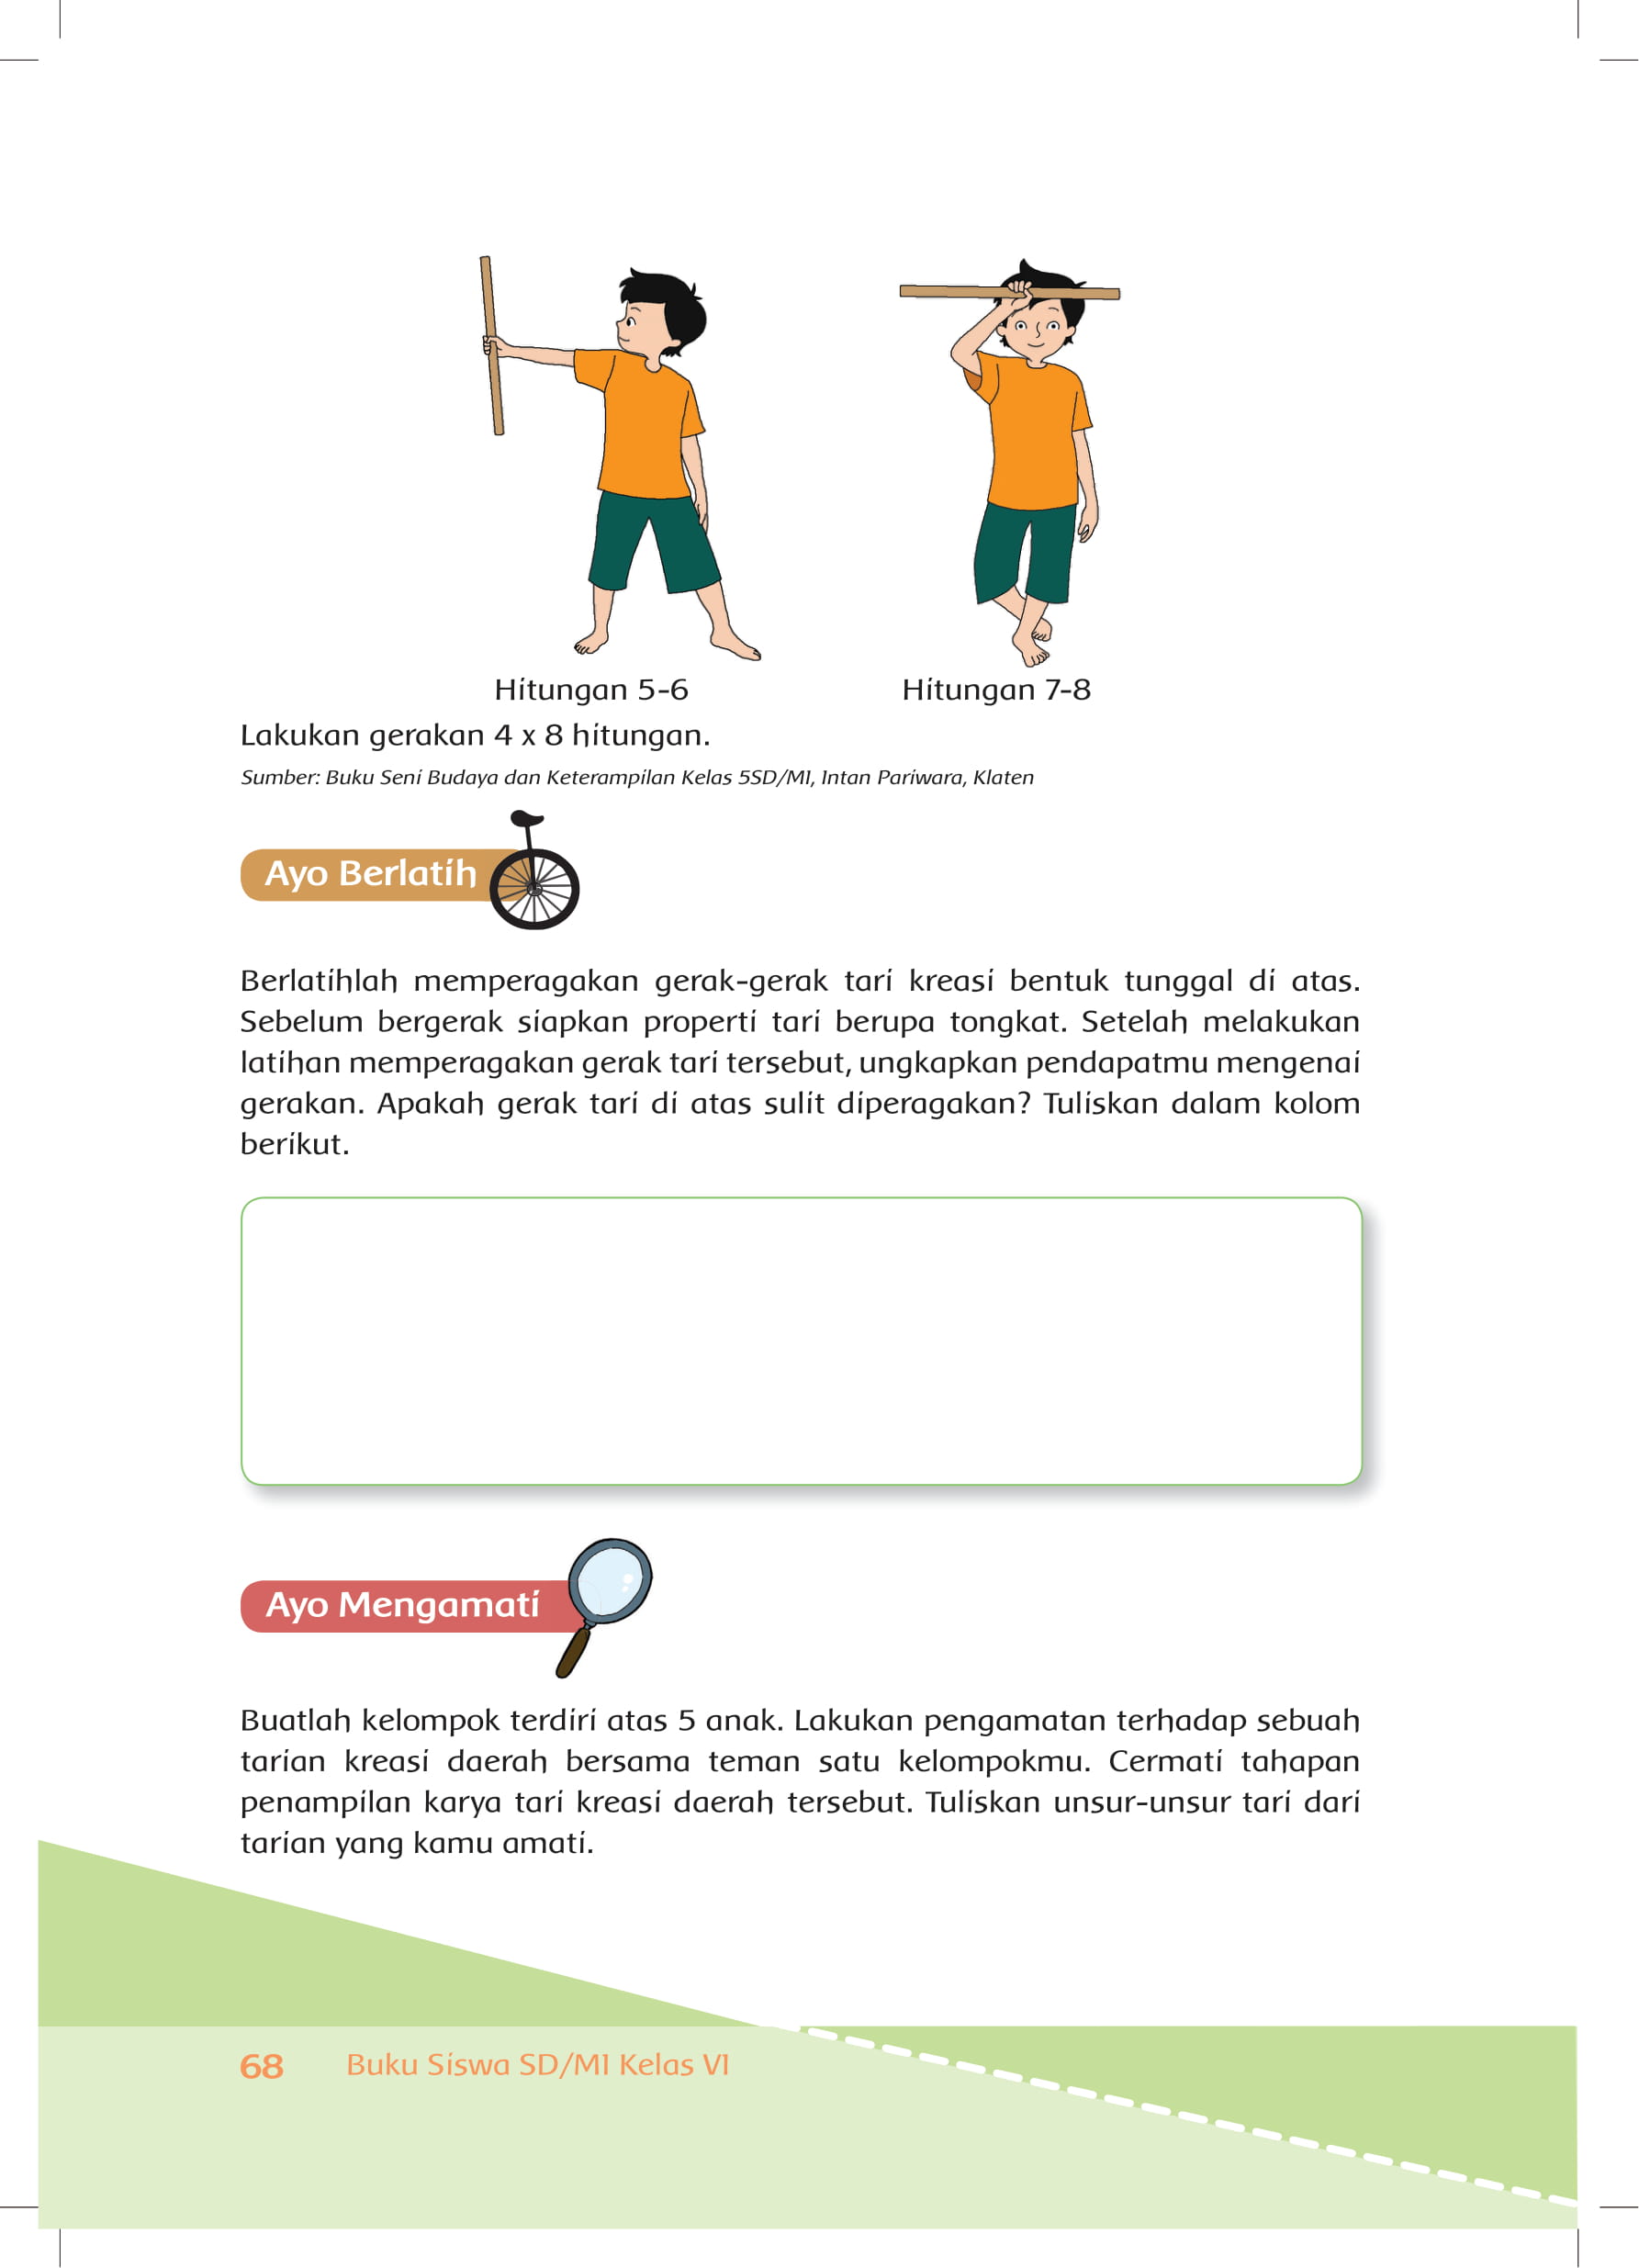 Hitungan 5-6
Hitungan 7-8
Lakukan gerakan 4 x 8 hitungan.
Sumber: Buku Seni Budaya dan Keterampilan Kelas 5SD/MI, Intan Pariwara, Klaten
Ayo Berlatih
Berlatihlah memperagakan gerak-gerak tari kreasi bentuk tunggal di atas.
Sebelum bergerak siapkan properti tari berupa tongkat. Setelah melakukan
latihan memperagakan gerak tari tersebut, ungkapkan pendapatmu mengenai
gerakan. Apakah gerak tari di atas sulit diperagakan? Tuliskan dalam kolom
berikut.
Ayo Mengamati
Buatlah kelompok terdiri atas 5 anak. Lakukan pengamatan terhadap sebuah
tarian kreasi daerah bersama teman satu kelompokmu. Cermati tahapan
penampilan karya tari kreasi daerah tersebut. Tuliskan unsur-unsur tari dari
tarian yang kamu amati.
68 Buku Siswa SD/MI Kelas VI